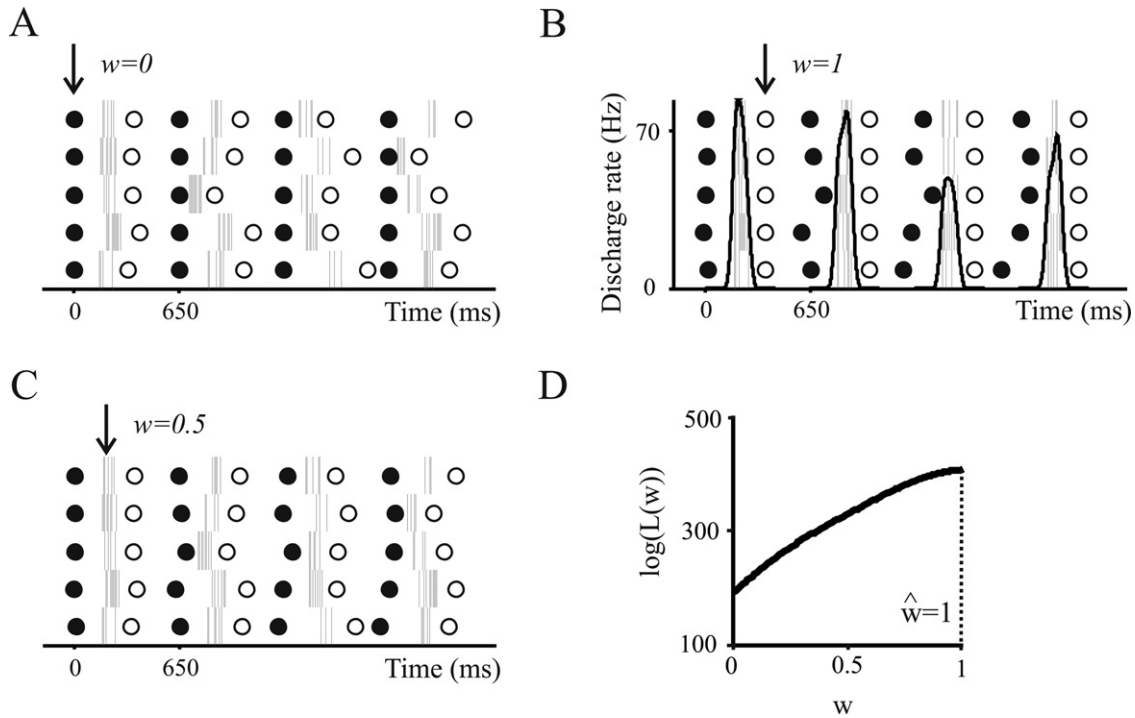 A
w=0
0
650
Time (ms)
B
w=1
Discharge rate (Hz)
70
0
0
650
Time (ms)
C
w=0.5
0
650
Time (ms)
D
log(L(w))
500
300
100
ŵ=1
0
0.5
1
w